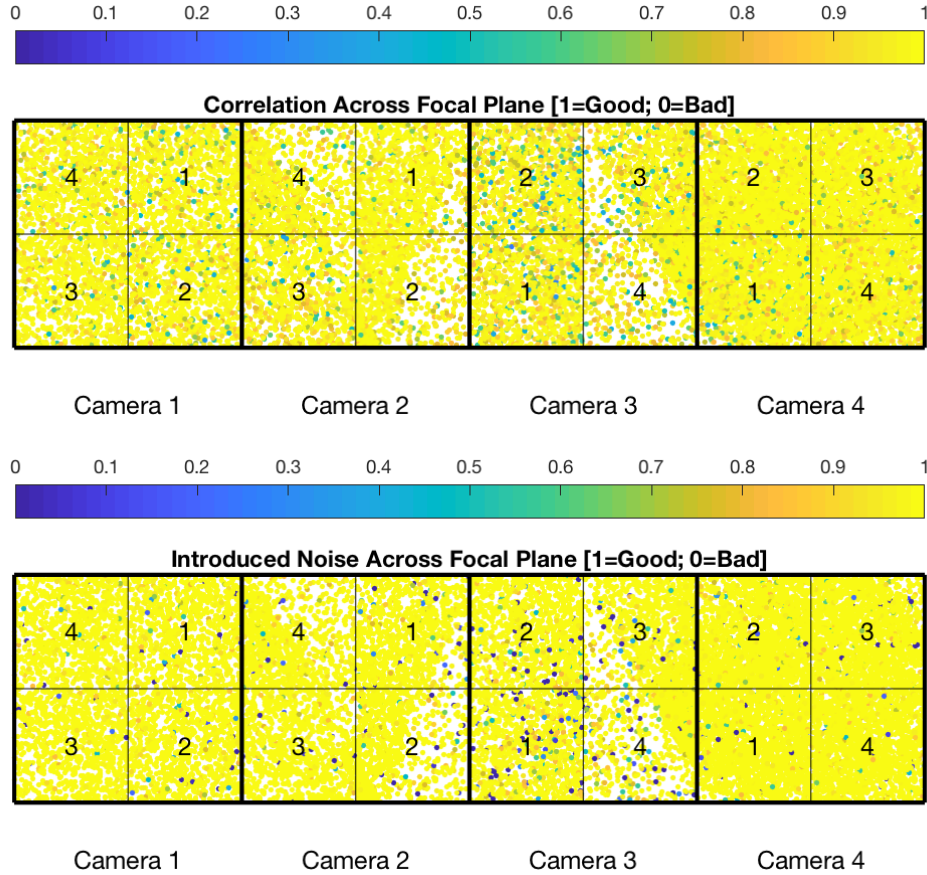 0 0.1 0.2 0.3 0.4 0.5 0.6 0.7 0.8 0.9 1
Correlation Across Focal Plane [1=Good; 0=Bad]
4 1 4 1 2 3 2 3
3 2 3 2 1 4 1 4
Camera 1 Camera 2 Camera 3 Camera 4
0 0.1 0.2 0.3 0.4 0.5 0.6 0.7 0.8 0.9 1
Introduced Noise Across Focal Plane [1=Good; 0=Bad]
4 1 4 1 2 3 2 3
3 2 3 2 1 4 1 4
Camera 1 Camera 2 Camera 3 Camera 4